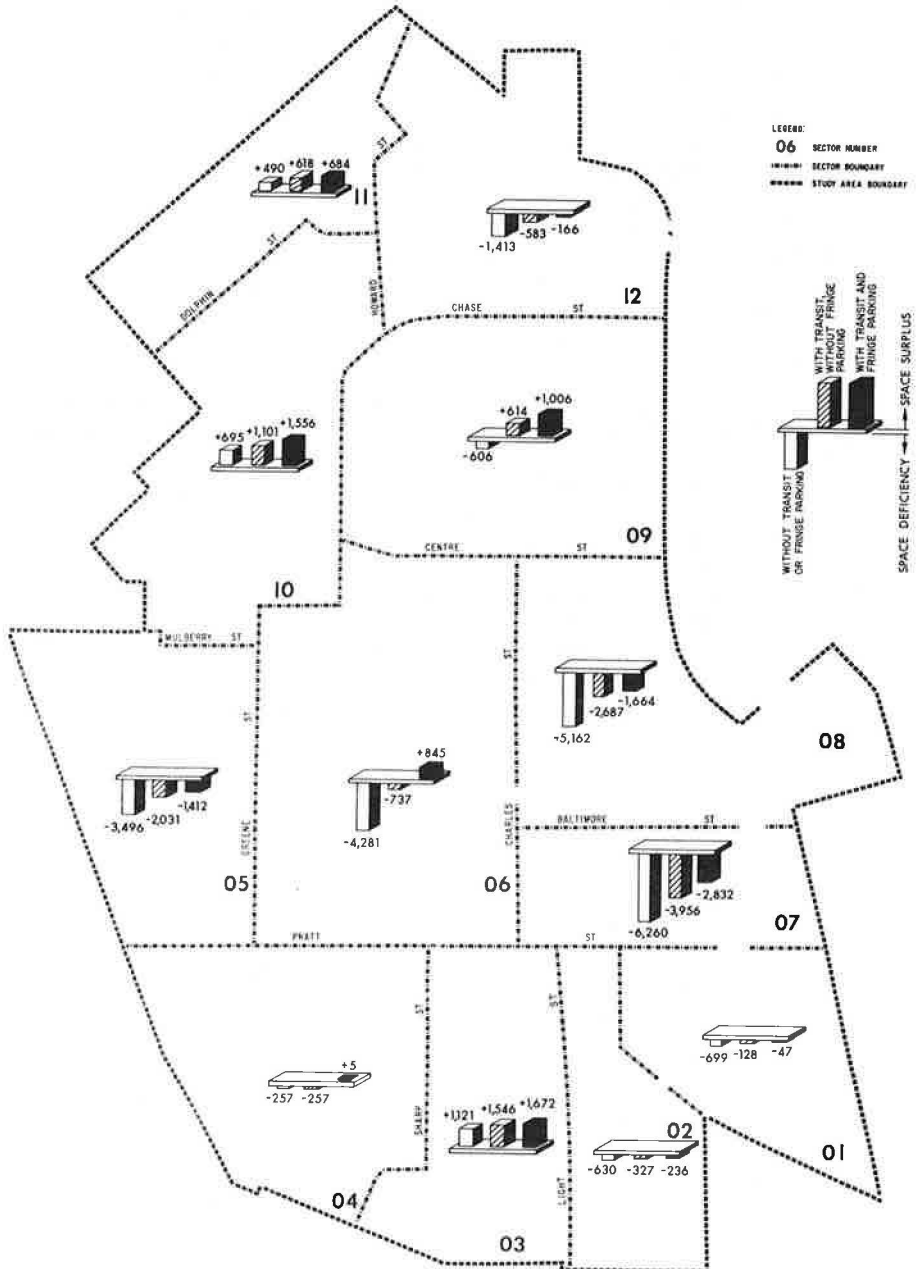 LEGEND:
06 SECTOR NUMBER
SECTOR BOUNDARY
STUDY AREA BOUNDARY
WITHOUT TRANSIT
OR FRINGE PARKING
WITH TRANSIT,
WITHOUT FRINGE
PARKING
WITH TRANSIT AND
FRINGE PARKING
SPACE DEFICIENCY
SPACE SURPLUS
+490 +618 +684
11
ST
HOWARD
DOLPHIN ST
-1,413 -583 -166
12
CHASE ST
+695 +1,101 +1,556
10
-606 +614 +1,006
09
CENTRE ST
MULBERRY ST
-5,162 -2,687 -1,664
08
-3,496 -2,031 -1,412
05
GREENE ST
-4,281 -737 +845
06
CHARLES ST
BALTIMORE ST
-6,260 -3,956 -2,832
07
PRATT ST
-699 -128 -47
01
-257 -257 +5
04
SHARP ST
+1,121 +1,546 +1,672
03
LIGHT ST
-630 -327 -236
02